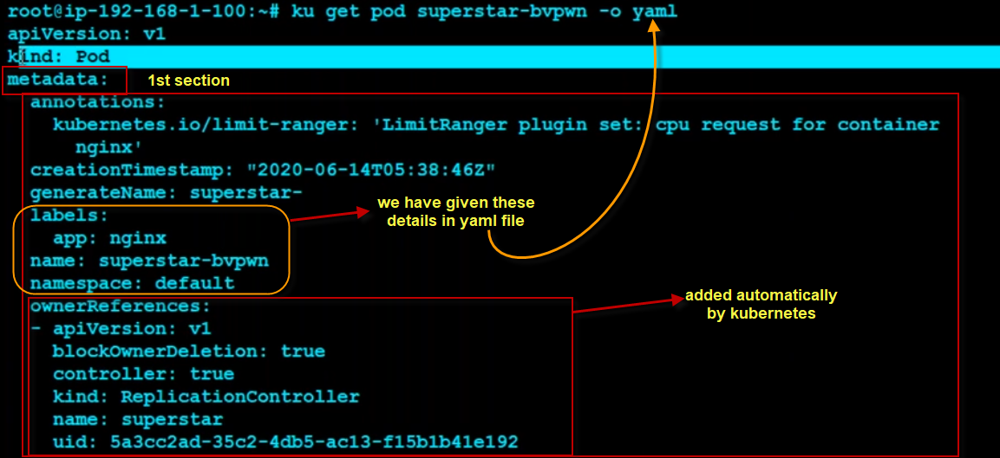 root@ip-192-168-1-100:~# ku get pod superstar-bvpwn -o yaml
apiVersion: v1
kind: Pod
metadata:
1st section
annotations:
kubernetes.io/limit-ranger: 'LimitRanger plugin set: cpu request for container
nginx'
creationTimestamp: "2020-06-14T05:38:46Z"
generateName: superstar-
labels:
we have given these
details in yaml file
app: nginx
name: superstar-bvpwn
namespace: default
added automatically
by kubernetes
ownerReferences:
- apiVersion: v1
blockOwnerDeletion: true
controller: true
kind: ReplicationController
name: superstar
uid: 5a3cc2ad-35c2-4db5-ac13-f15b1b41e192